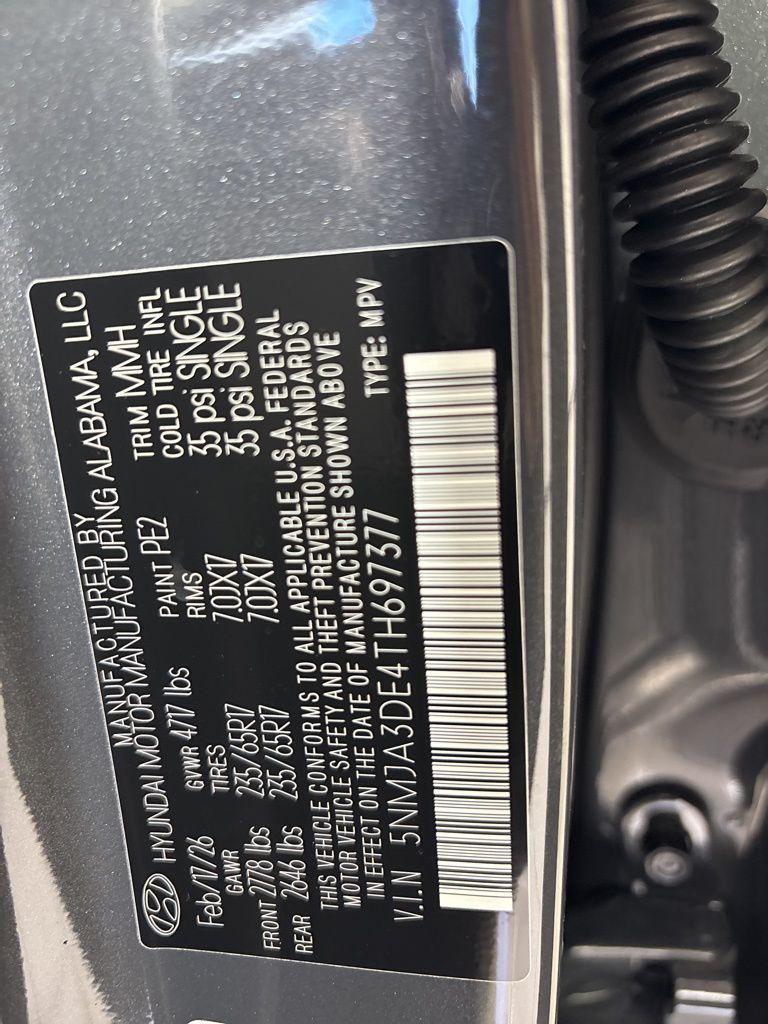 MANUFACTURED BY
HYUNDAI MOTOR MANUFACTURING ALABAMA, LLC
Feb/17/26 GVWR 4717 lbs PAINT PE2 TRIM MMH
GAWR TIRES RIMS COLD TIRE INFL
FRONT 2778 lbs 235/65R17 7.0JX17 35 psi SINGLE
REAR 2646 lbs 235/65R17 7.0JX17 35 psi SINGLE
THIS VEHICLE CONFORMS TO ALL APPLICABLE U.S.A. FEDERAL
MOTOR VEHICLE SAFETY AND THEFT PREVENTION STANDARDS
IN EFFECT ON THE DATE OF MANUFACTURE SHOWN ABOVE
V.I.N 5NMJA3DE4TH697377 TYPE: MPV